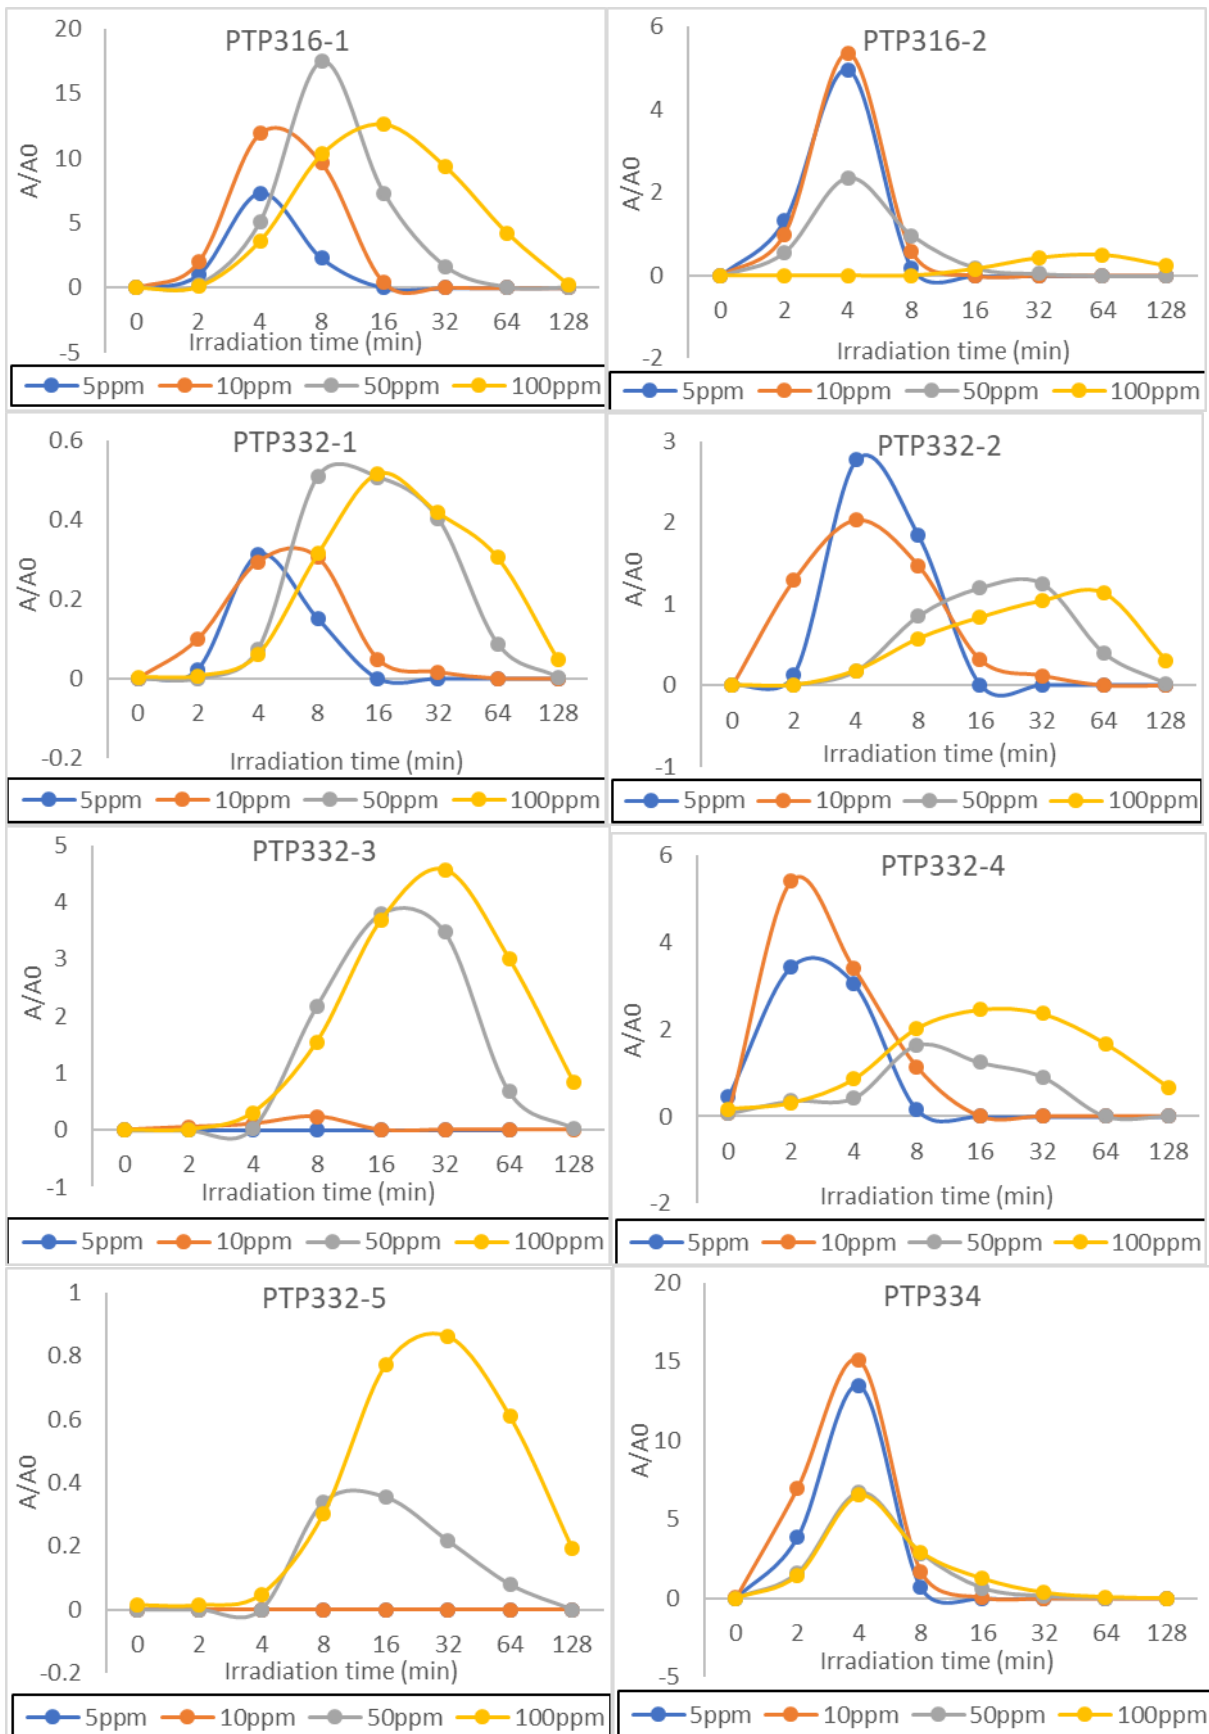 PTP316-1
20
15
10
5
0
-5
A/A0
0 2 4 8 16 32 64 128
Irradiation time (min)
5ppm 10ppm 50ppm 100ppm
PTP316-2
6
4
2
0
-2
A/A0
0 2 4 8 16 32 64 128
Irradiation time (min)
5ppm 10ppm 50ppm 100ppm
PTP332-1
0.6
0.4
0.2
0
-0.2
A/A0
0 2 4 8 16 32 64 128
Irradiation time (min)
5ppm 10ppm 50ppm 100ppm
PTP332-2
3
2
1
0
-1
A/A0
0 2 4 8 16 32 64 128
Irradiation time (min)
5ppm 10ppm 50ppm 100ppm
PTP332-3
5
4
3
2
1
0
-1
A/A0
0 2 4 8 16 32 64 128
Irradiation time (min)
5ppm 10ppm 50ppm 100ppm
PTP332-4
6
4
2
0
-2
A/A0
0 2 4 8 16 32 64 128
Irradiation time (min)
5ppm 10ppm 50ppm 100ppm
PTP332-5
1
0.8
0.6
0.4
0.2
0
-0.2
A/A0
0 2 4 8 16 32 64 128
Irradiation time (min)
5ppm 10ppm 50ppm 100ppm
PTP334
20
15
10
5
0
-5
A/A0
0 2 4 8 16 32 64 128
Irradiation time (min)
5ppm 10ppm 50ppm 100ppm